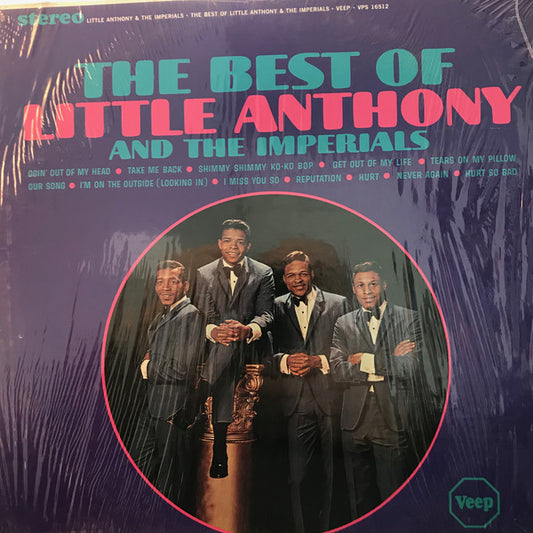 stereo LITTLE ANTHONY & THE IMPERIALS • THE BEST OF LITTLE ANTHONY & THE IMPERIALS • VEEP • VPS 16512
THE BEST OF
LITTLE ANTHONY
AND THE IMPERIALS
GOIN' OUT OF MY HEAD • TAKE ME BACK • SHIMMY SHIMMY KO-KO BOP • GET OUT OF MY LIFE • TEARS ON MY PILLOW
OUR SONG • I'M ON THE OUTSIDE (LOOKING IN) • I MISS YOU SO • REPUTATION • HURT • NEVER AGAIN • HURT SO BAD
Veep